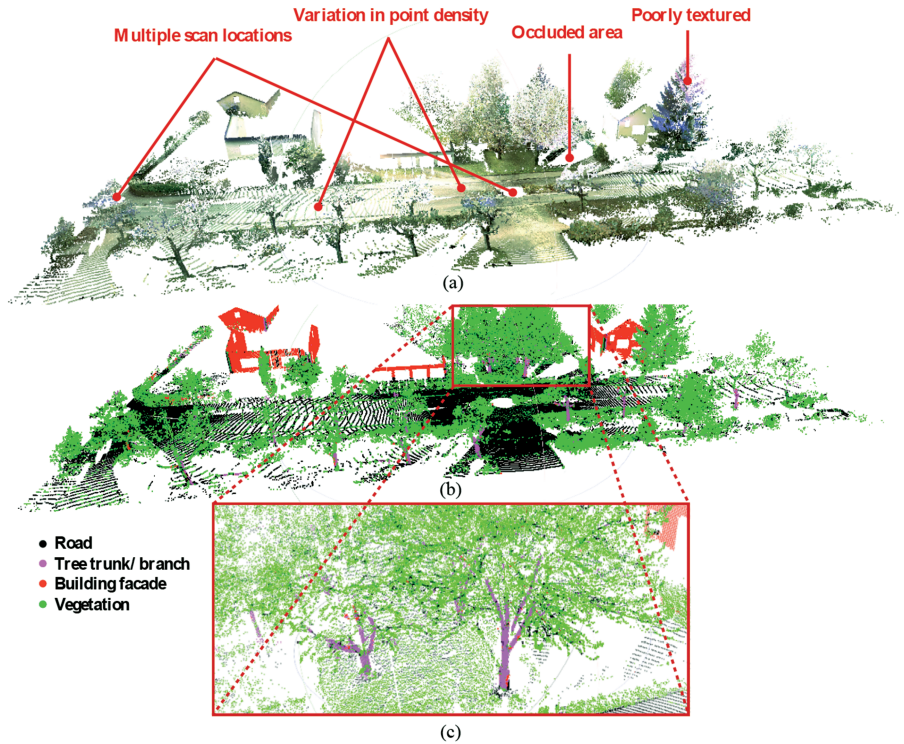 Variation in point density
Poorly textured
Multiple scan locations
Occluded area
(a)
(b)
Road
Tree trunk/ branch
Building facade
Vegetation
(c)